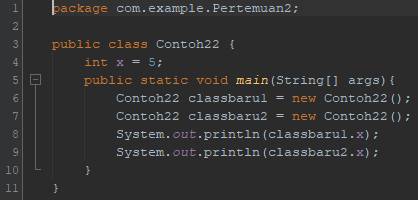 1 package com.example.Pertemuan2;
2
3 public class Contoh22 {
4 int x = 5;
5 public static void main(String[] args){
6 Contoh22 classbaru1 = new Contoh22();
7 Contoh22 classbaru2 = new Contoh22();
8 System.out.println(classbaru1.x);
9 System.out.println(classbaru2.x);
10 }
11 }